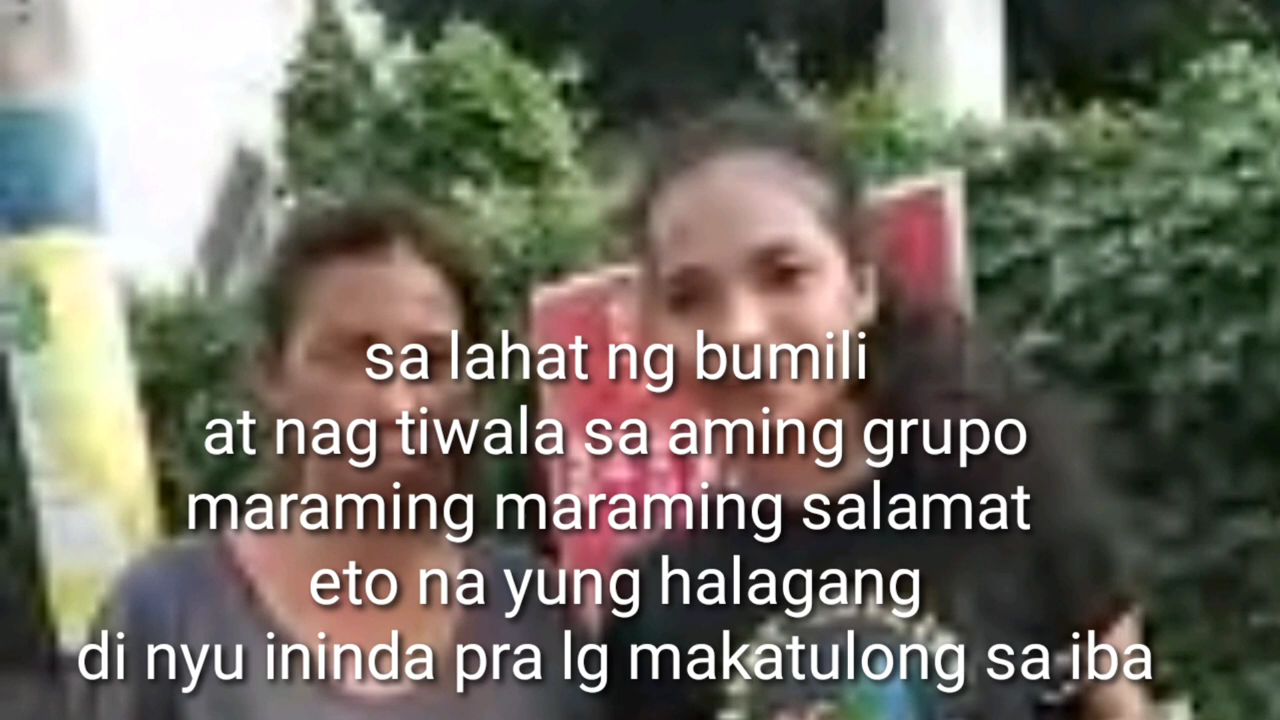 sa lahat ng bumili
at nag tiwala sa aming grupo
maraming maraming salamat
eto na yung halagang
di nyu ininda pra lg makatulong sa iba